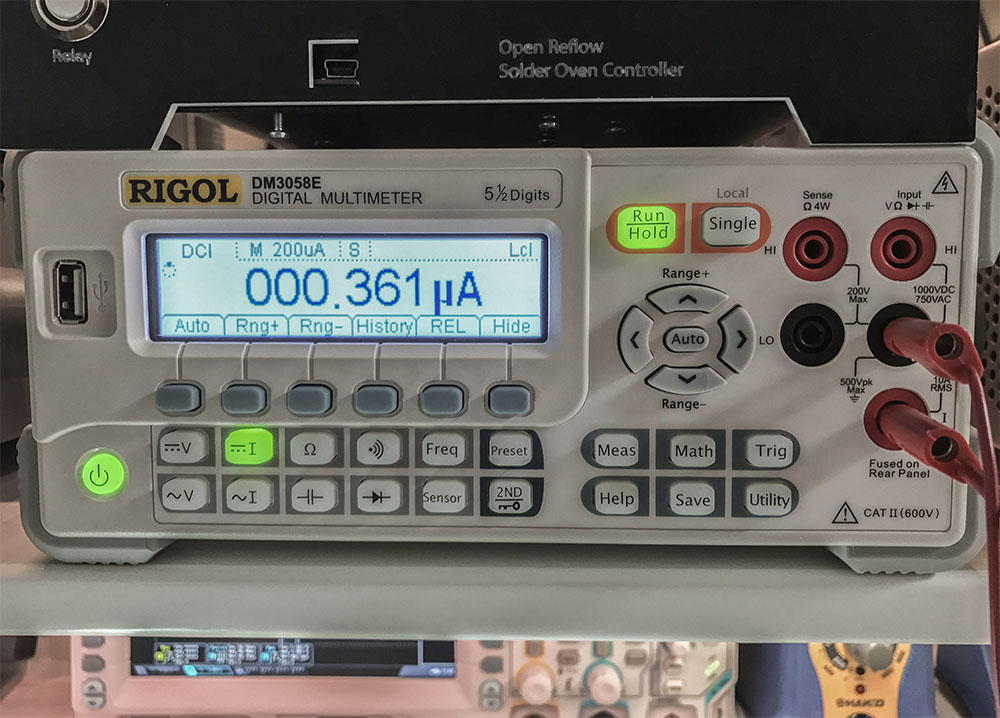 Relay
Open Reflow
Solder Oven Controller
RIGOL DM3058E
DIGITAL MULTIMETER
5½ Digits
DCI M 200uA S Lcl
000.361 µA
Auto Rng+ Rng- History REL Hide
Run
Hold
Local
Single
Range+
Auto
Range-
Sense
Ω 4W
Input
VΩ
HI HI
200V
Max
1000VDC
750VAC
LO
500Vpk
Max
10A
RMS
I
Fused on
Rear Panel
V I Ω Freq Preset
~V ~I Sensor 2ND
Meas Math Trig
Help Save Utility
CAT II (600V)